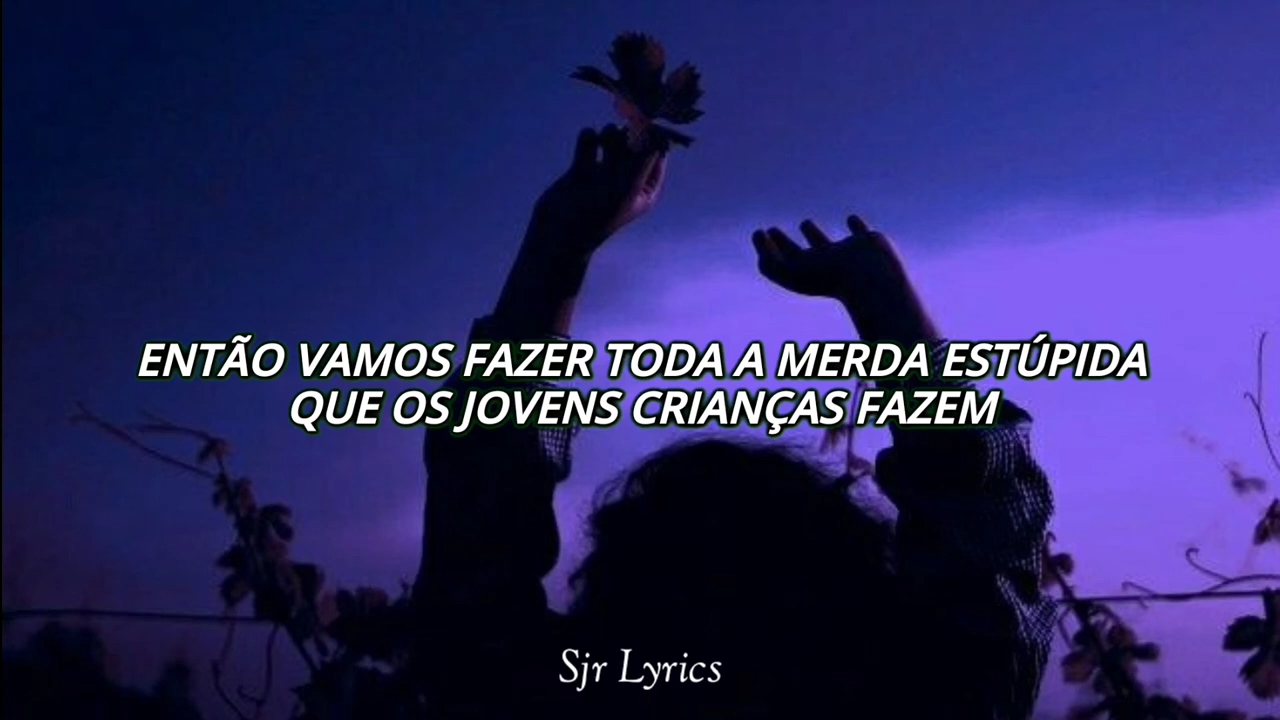 ENTÃO VAMOS FAZER TODA A MERDA ESTÚPIDA
QUE OS JOVENS CRIANÇAS FAZEM
Sjr Lyrics